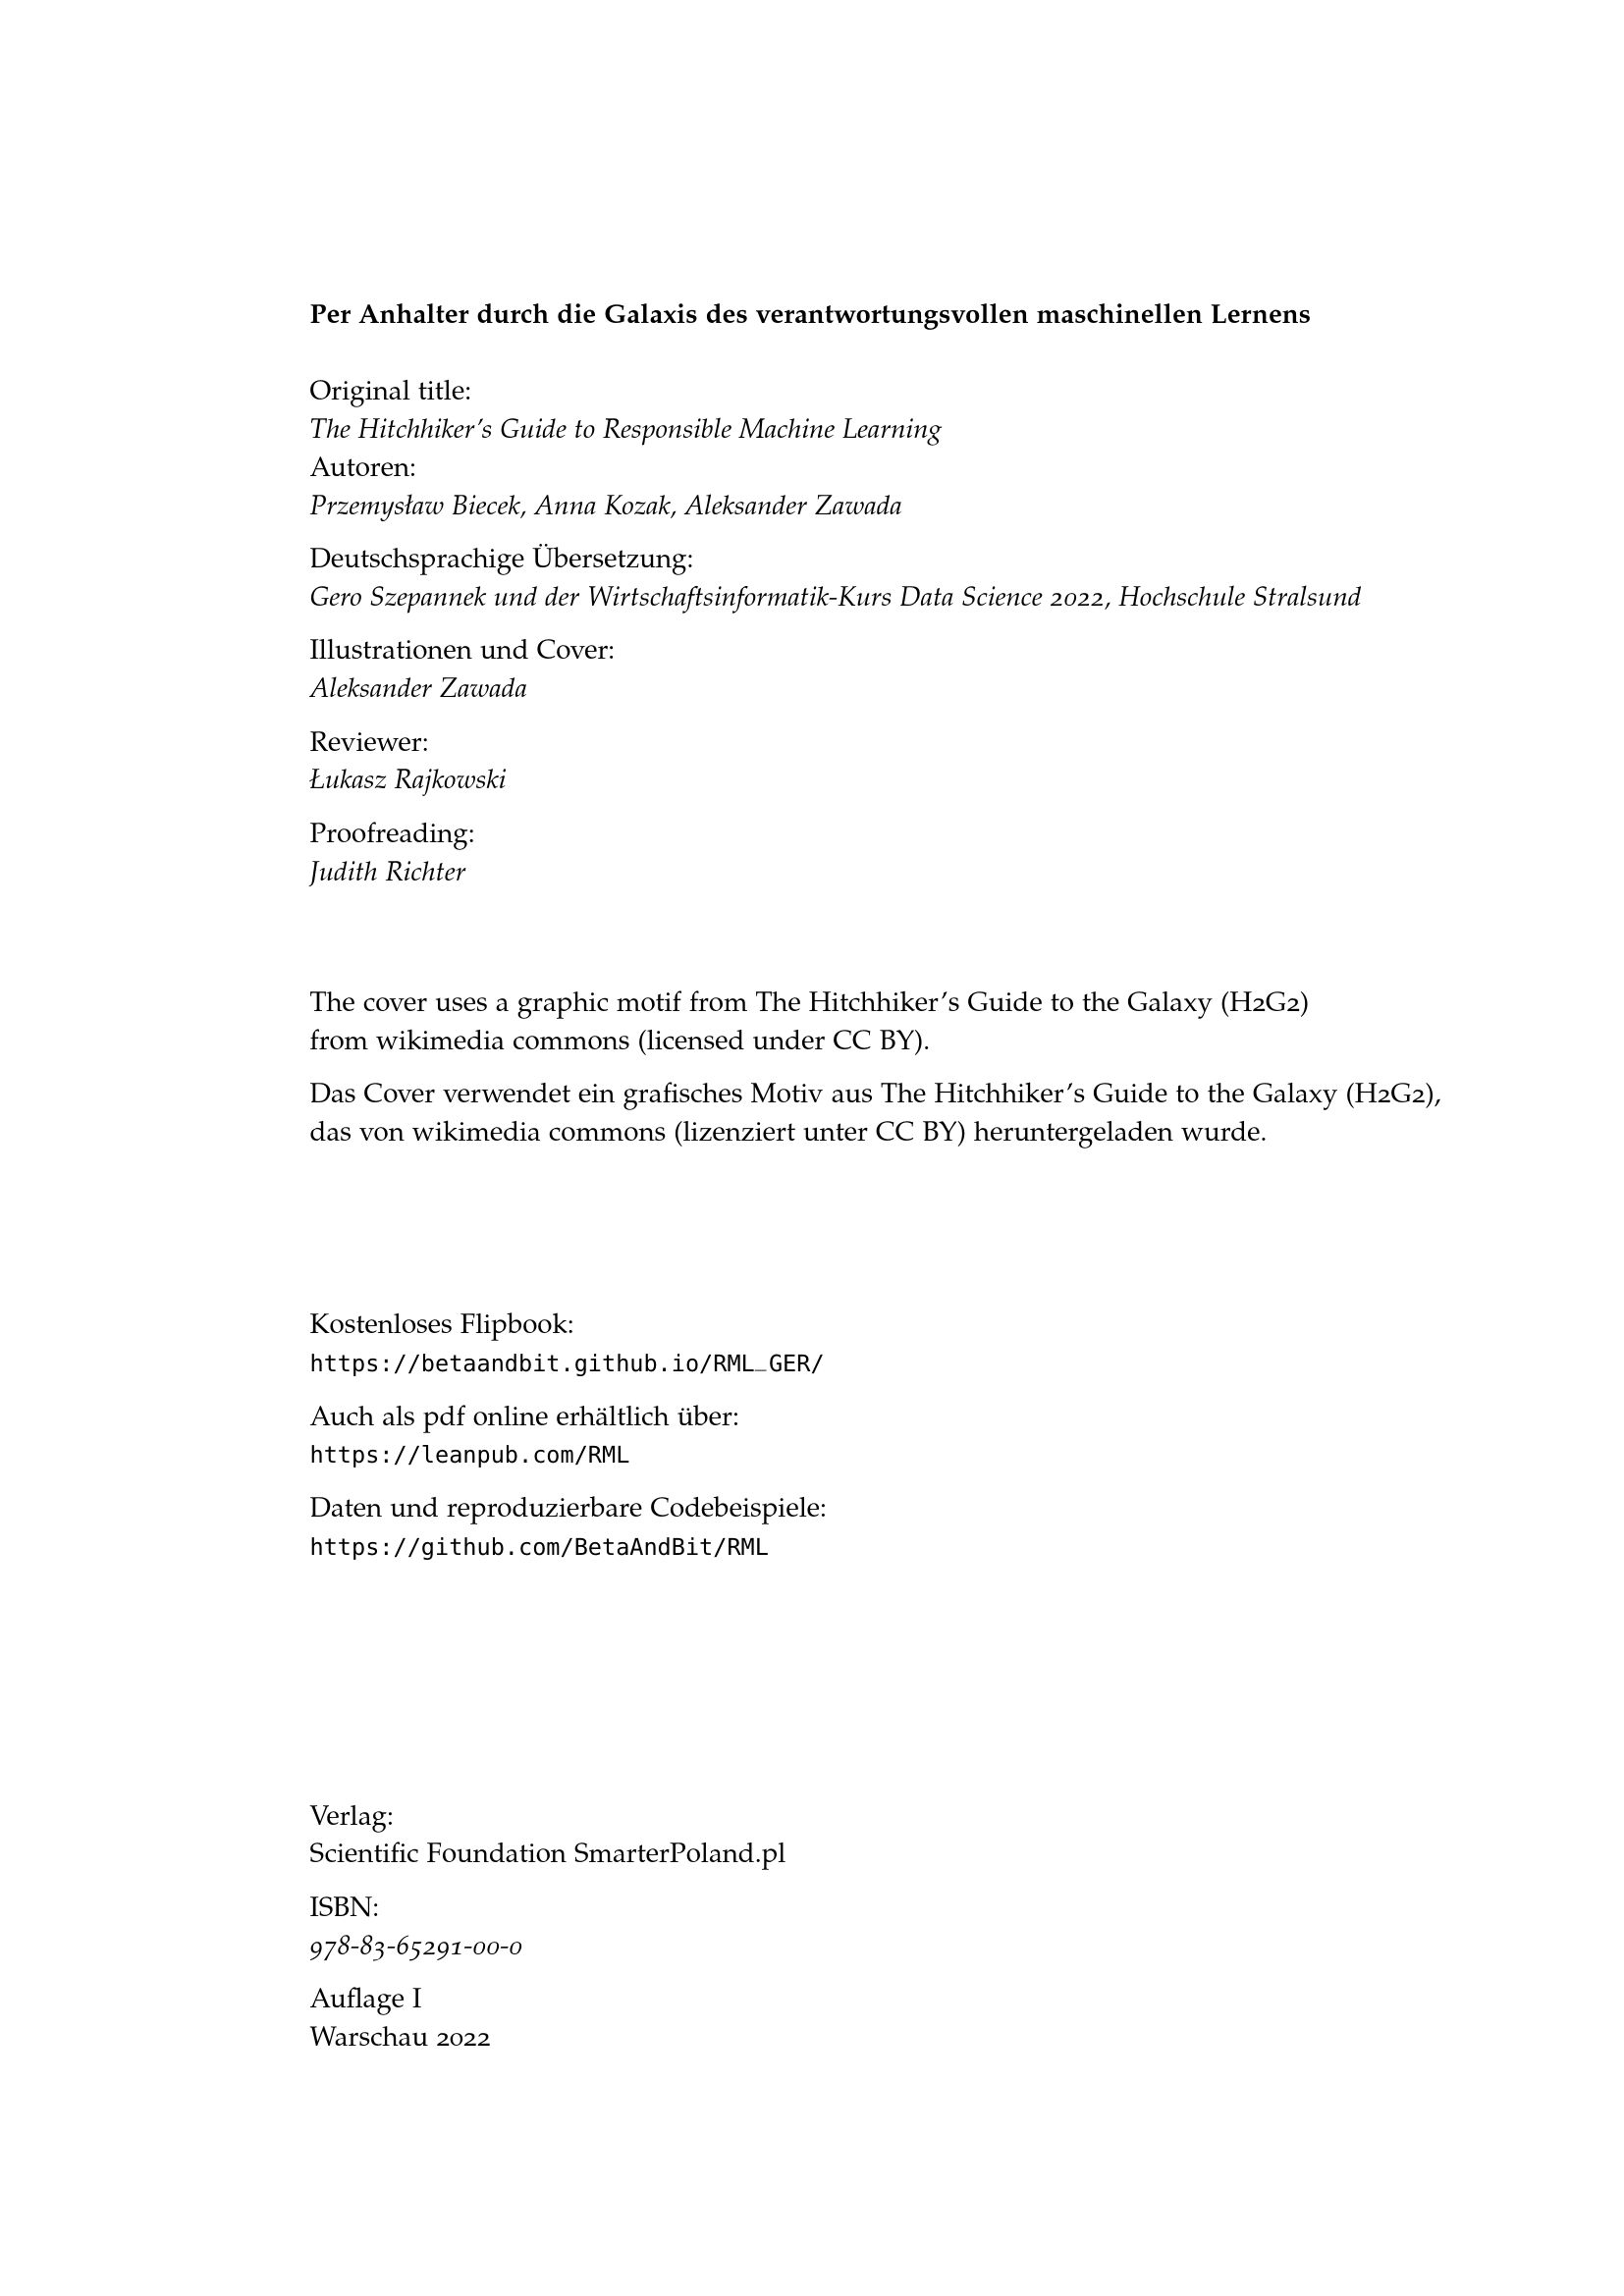 Per Anhalter durch die Galaxis des verantwortungsvollen maschinellen Lernens
Original title:
The Hitchhiker's Guide to Responsible Machine Learning
Autoren:
Przemysław Biecek, Anna Kozak, Aleksander Zawada
Deutschsprachige Übersetzung:
Gero Szepannek und der Wirtschaftsinformatik-Kurs Data Science 2022, Hochschule Stralsund
Illustrationen und Cover:
Aleksander Zawada
Reviewer:
Łukasz Rajkowski
Proofreading:
Judith Richter
The cover uses a graphic motif from The Hitchhiker's Guide to the Galaxy (H2G2)
from wikimedia commons (licensed under CC BY).
Das Cover verwendet ein grafisches Motiv aus The Hitchhiker's Guide to the Galaxy (H2G2),
das von wikimedia commons (lizenziert unter CC BY) heruntergeladen wurde.
Kostenloses Flipbook:
https://betaandbit.github.io/RML_GER/
Auch als pdf online erhältlich über:
https://leanpub.com/RML
Daten und reproduzierbare Codebeispiele:
https://github.com/BetaAndBit/RML
Verlag:
Scientific Foundation SmarterPoland.pl
ISBN:
978-83-65291-00-0
Auflage I
Warschau 2022